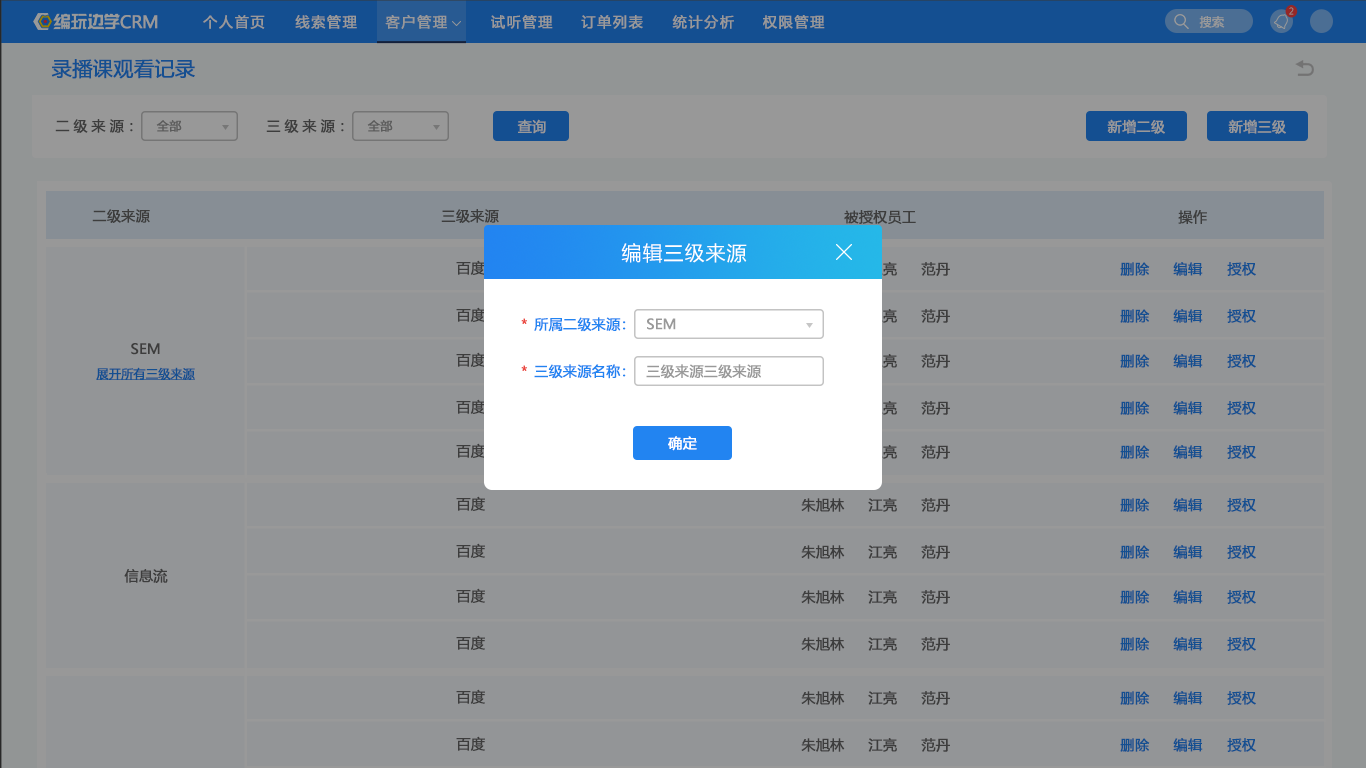 编玩边学CRM 个人首页 线索管理 客户管理 试听管理 订单列表 统计分析 权限管理 搜索 2
录播课观看记录
二级来源: 全部 三级来源: 全部 查询 新增二级 新增三级
二级来源 三级来源 被授权员工 操作
编辑三级来源
* 所属二级来源: SEM
* 三级来源名称: 三级来源三级来源
确定
百度 亮 范丹 删除 编辑 授权
百度 亮 范丹 删除 编辑 授权
SEM
展开所有三级来源
百度 亮 范丹 删除 编辑 授权
百度 亮 范丹 删除 编辑 授权
百度 亮 范丹 删除 编辑 授权
百度 朱旭林 江亮 范丹 删除 编辑 授权
百度 朱旭林 江亮 范丹 删除 编辑 授权
信息流
百度 朱旭林 江亮 范丹 删除 编辑 授权
百度 朱旭林 江亮 范丹 删除 编辑 授权
百度 朱旭林 江亮 范丹 删除 编辑 授权
百度 朱旭林 江亮 范丹 删除 编辑 授权